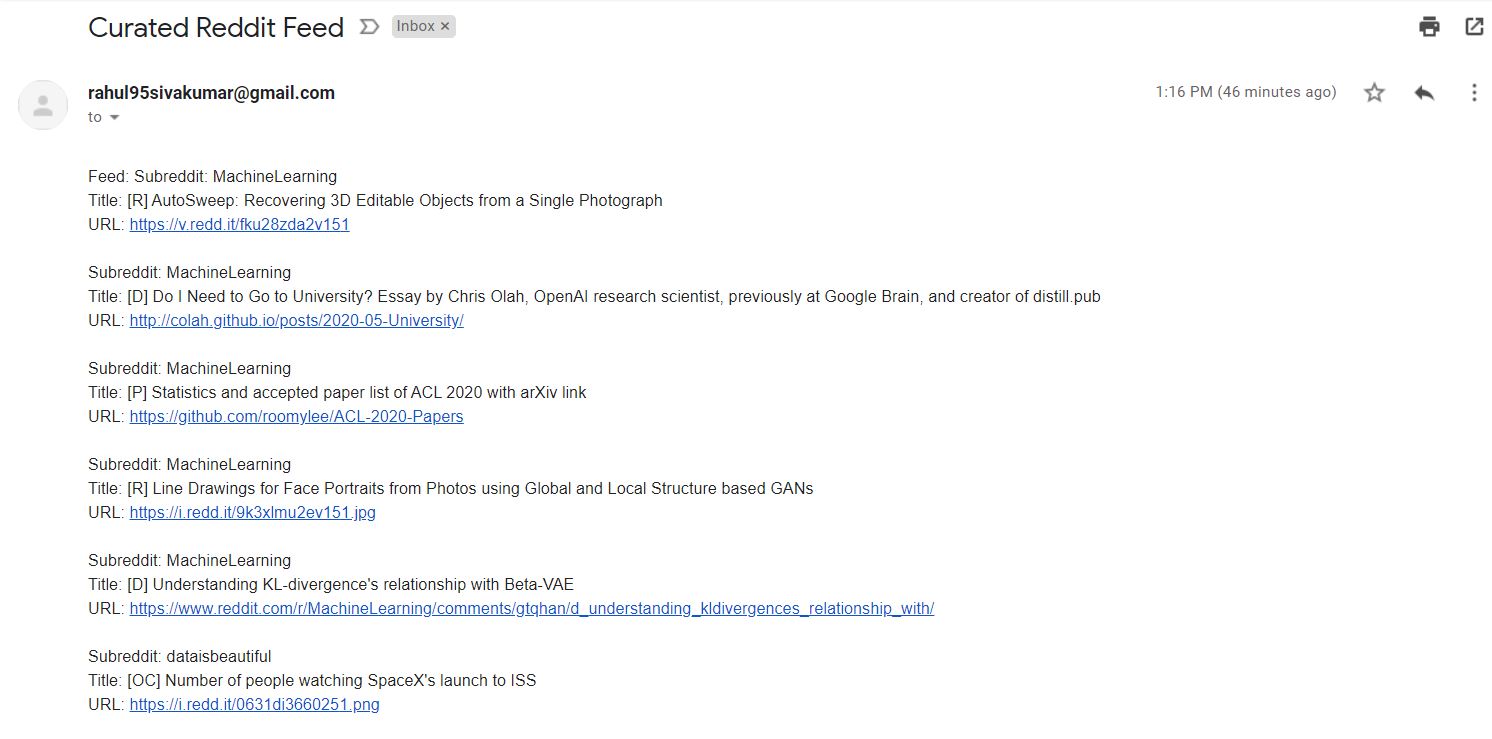 Curated Reddit Feed
Inbox ×
rahul95sivakumar@gmail.com
1:16 PM (46 minutes ago)
to
Feed: Subreddit: MachineLearning
Title: [R] AutoSweep: Recovering 3D Editable Objects from a Single Photograph
URL: https://v.redd.it/fku28zda2v151
Subreddit: MachineLearning
Title: [D] Do I Need to Go to University? Essay by Chris Olah, OpenAI research scientist, previously at Google Brain, and creator of distill.pub
URL: http://colah.github.io/posts/2020-05-University/
Subreddit: MachineLearning
Title: [P] Statistics and accepted paper list of ACL 2020 with arXiv link
URL: https://github.com/roomylee/ACL-2020-Papers
Subreddit: MachineLearning
Title: [R] Line Drawings for Face Portraits from Photos using Global and Local Structure based GANs
URL: https://i.redd.it/9k3xlmu2ev151.jpg
Subreddit: MachineLearning
Title: [D] Understanding KL-divergence's relationship with Beta-VAE
URL: https://www.reddit.com/r/MachineLearning/comments/gtqhan/d_understanding_kldivergences_relationship_with/
Subreddit: dataisbeautiful
Title: [OC] Number of people watching SpaceX's launch to ISS
URL: https://i.redd.it/0631di3660251.png